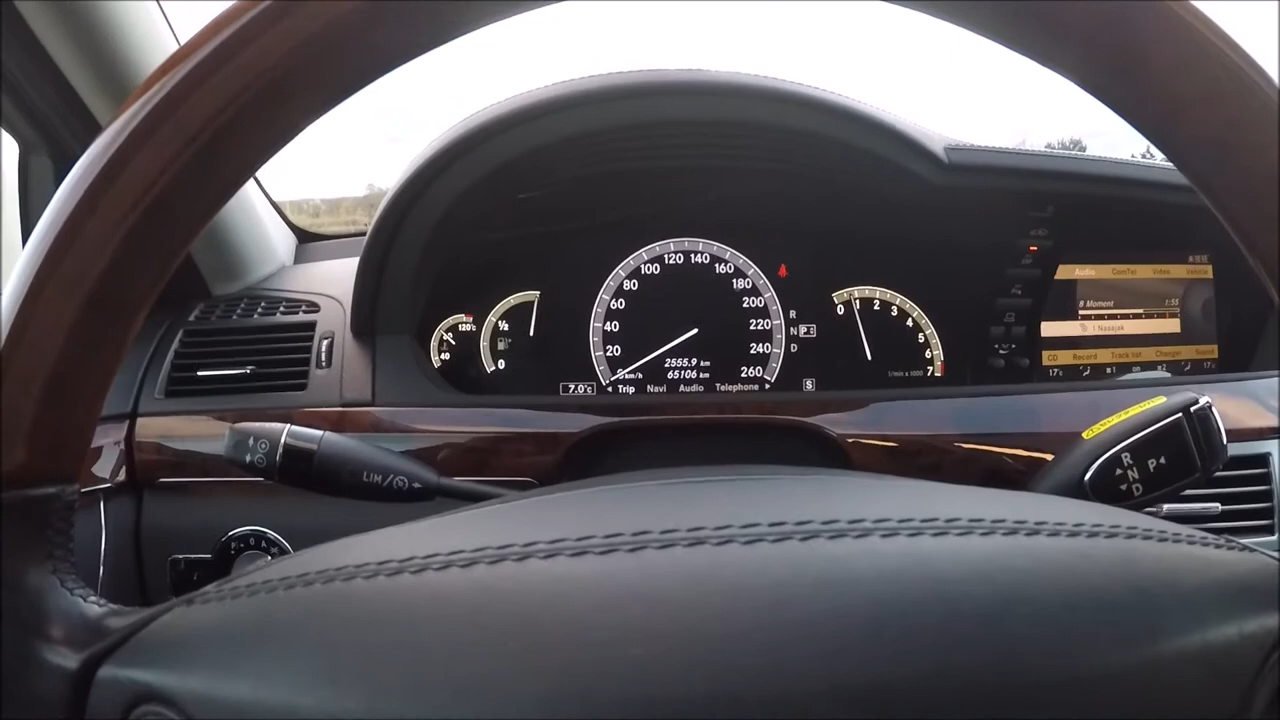 120°c
40
½
0
0
20
40
60
80
100
120
140
160
180
200
220
240
260
km/h
2555.9 km
65106 km
7.0°c
Trip Navi Audio Telephone
R
N P
D
S
0
1
2
3
4
5
6
7
1/min x 1000
Audio ComTel Video Vehicle
8 Moment 1:55
CD Record Track list Changer Sound
17°c 17°c
LIM
R
N P
D
0 A